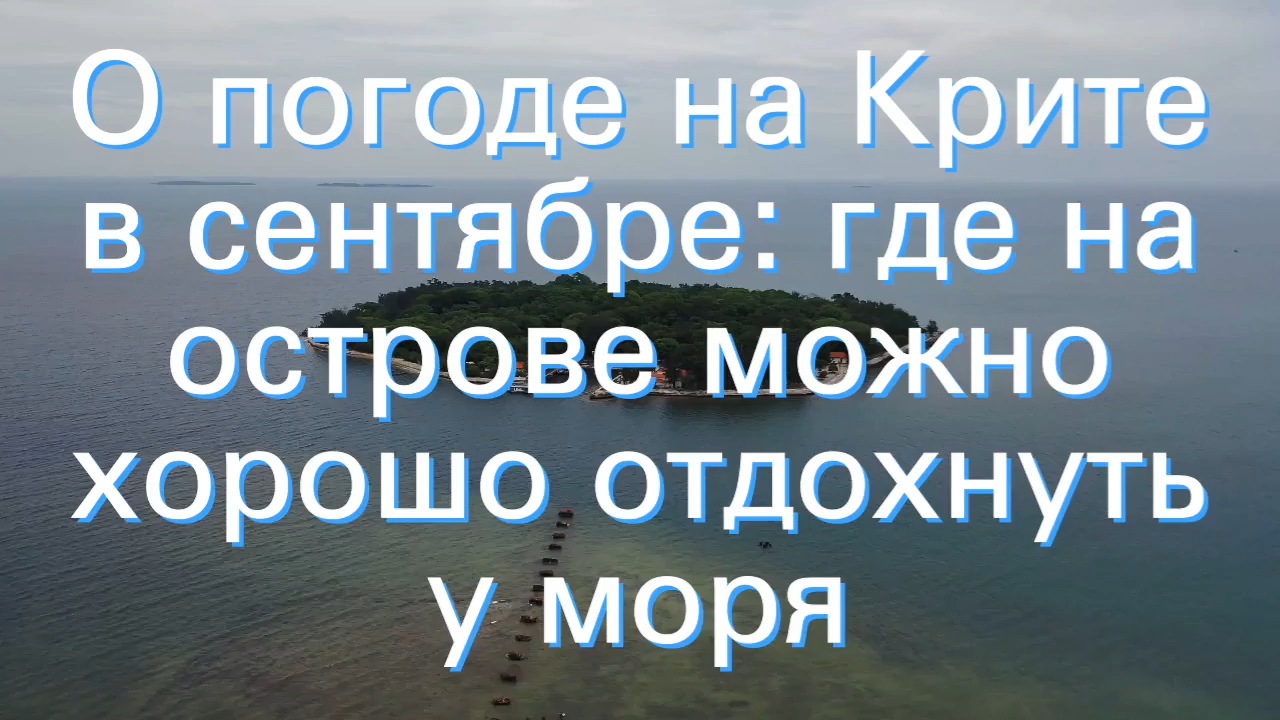 О погоде на Крите
в сентябре: где на
острове можно
хорошо отдохнуть
у моря